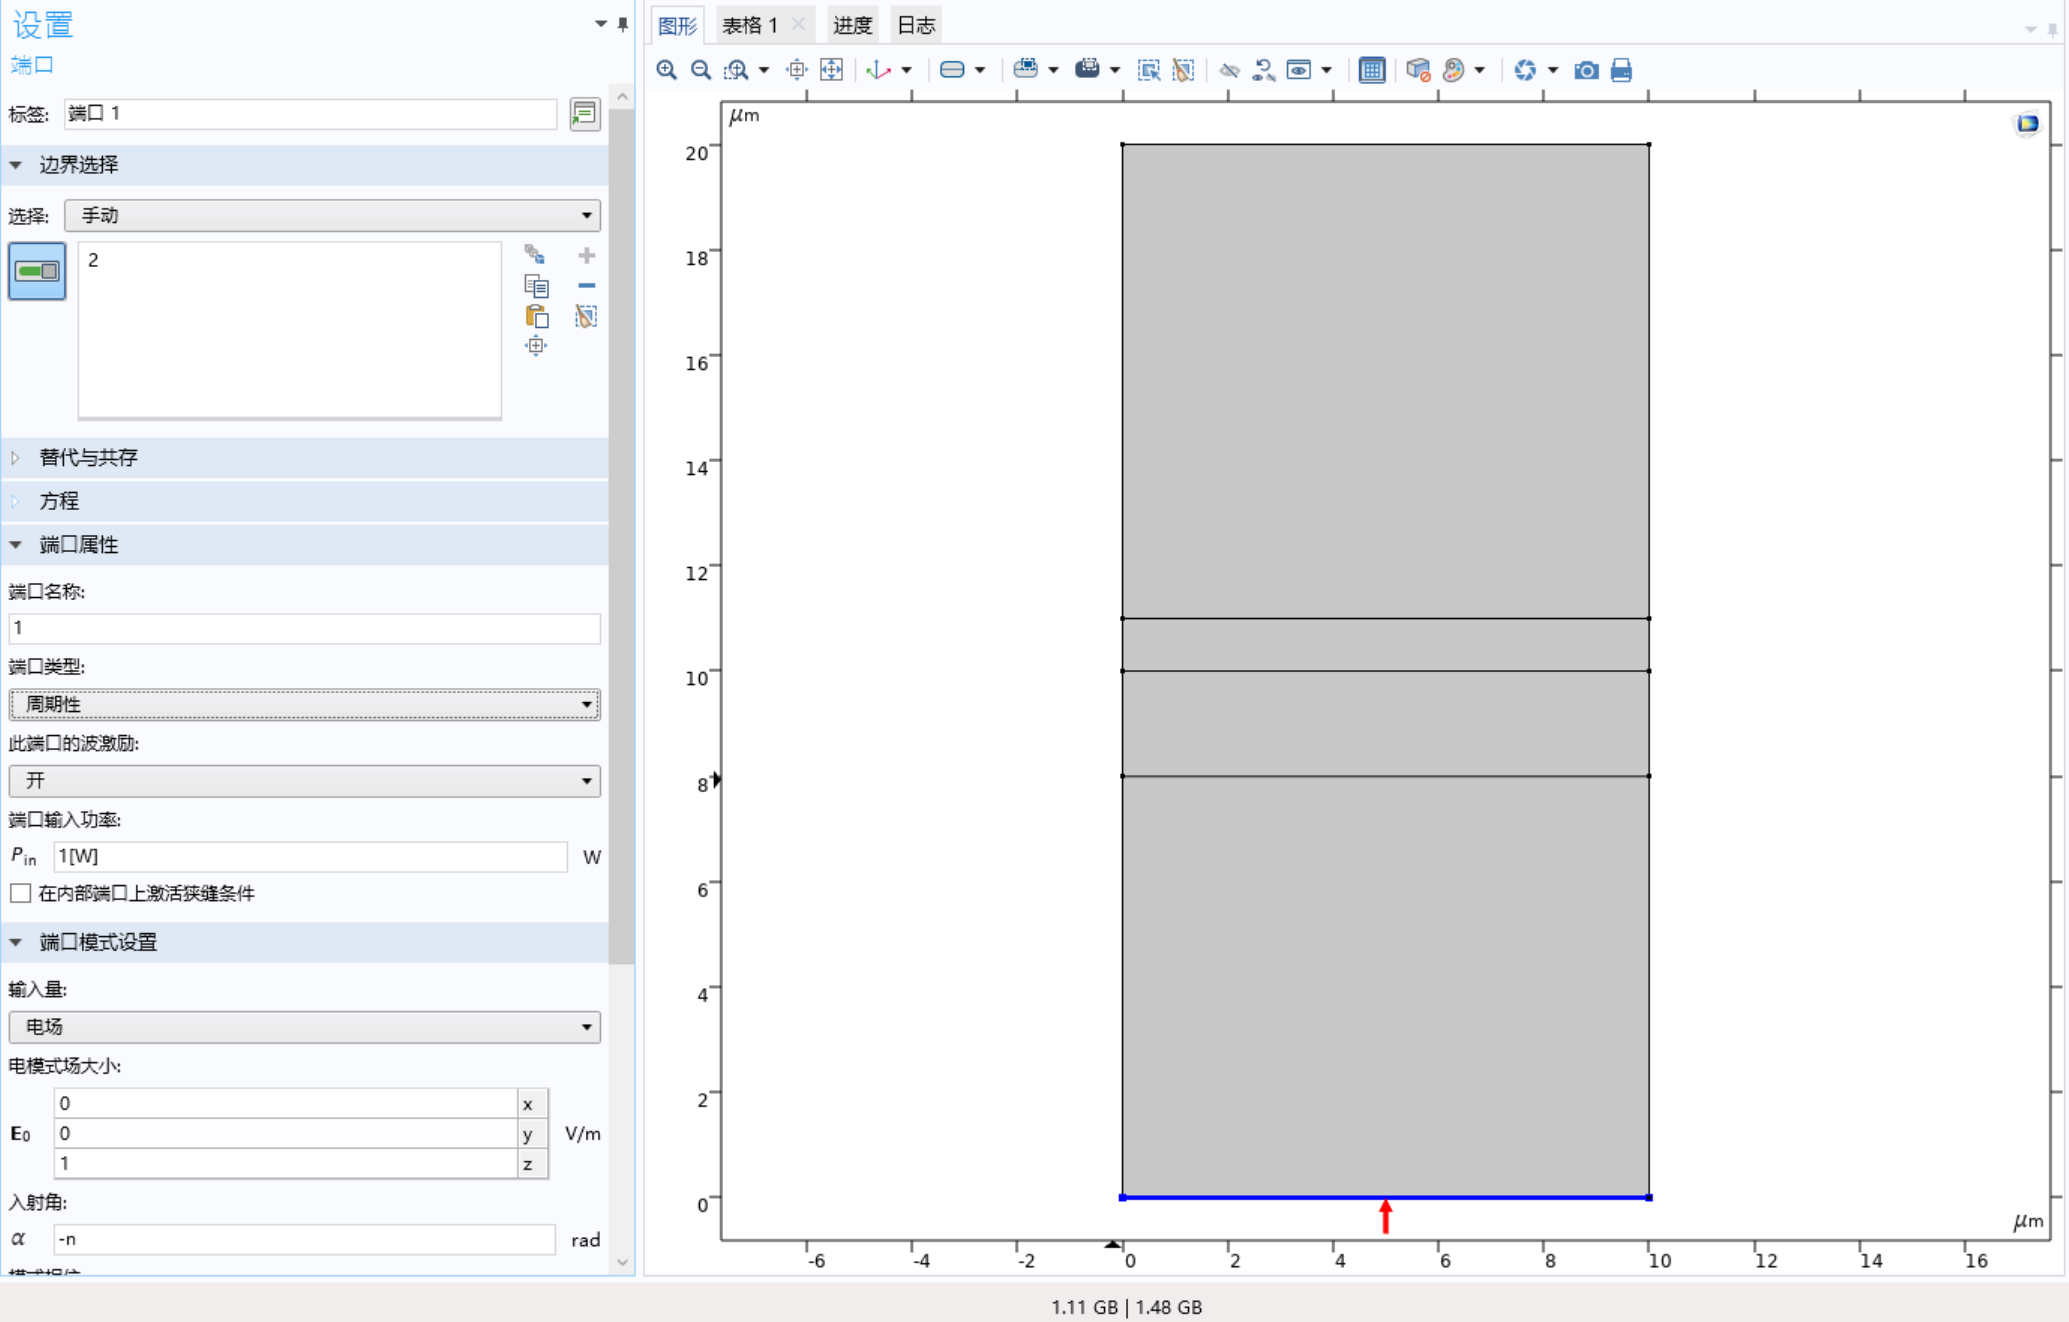 设置
端口
标签: 端口 1
边界选择
选择: 手动
2
替代与共存
方程
端口属性
端口名称:
1
端口类型:
周期性
此端口的波激励:
开
端口输入功率:
Pin 1[W] W
在内部端口上激活狭缝条件
端口模式设置
输入量:
电场
电模式场大小:
0 x
E0 0 y V/m
1 z
入射角:
α -n rad
图形 表格 1 进度 日志
μm
20
18
16
14
12
10
8
6
4
2
0
μm
-6 -4 -2 0 2 4 6 8 10 12 14 16
1.11 GB | 1.48 GB